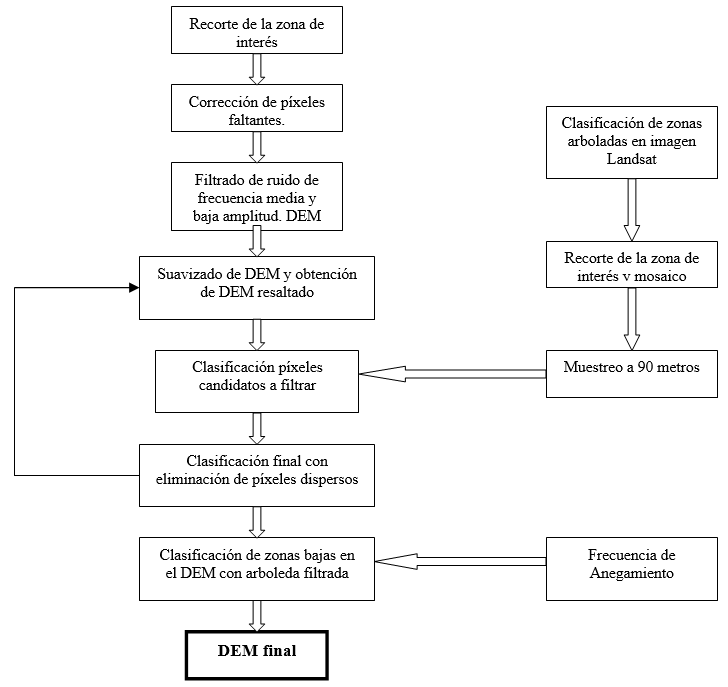 Recorte de la zona de
interés
Corrección de píxeles
faltantes.
Filtrado de ruido de
frecuencia media y
baja amplitud. DEM
Suavizado de DEM y obtención
de DEM resaltado
Clasificación píxeles
candidatos a filtrar
Clasificación final con
eliminación de píxeles dispersos
Clasificación de zonas bajas en
el DEM con arboleda filtrada
DEM final
Clasificación de zonas
arboladas en imagen
Landsat
Recorte de la zona de
interés y mosaico
Muestreo a 90 metros
Frecuencia de
Anegamiento